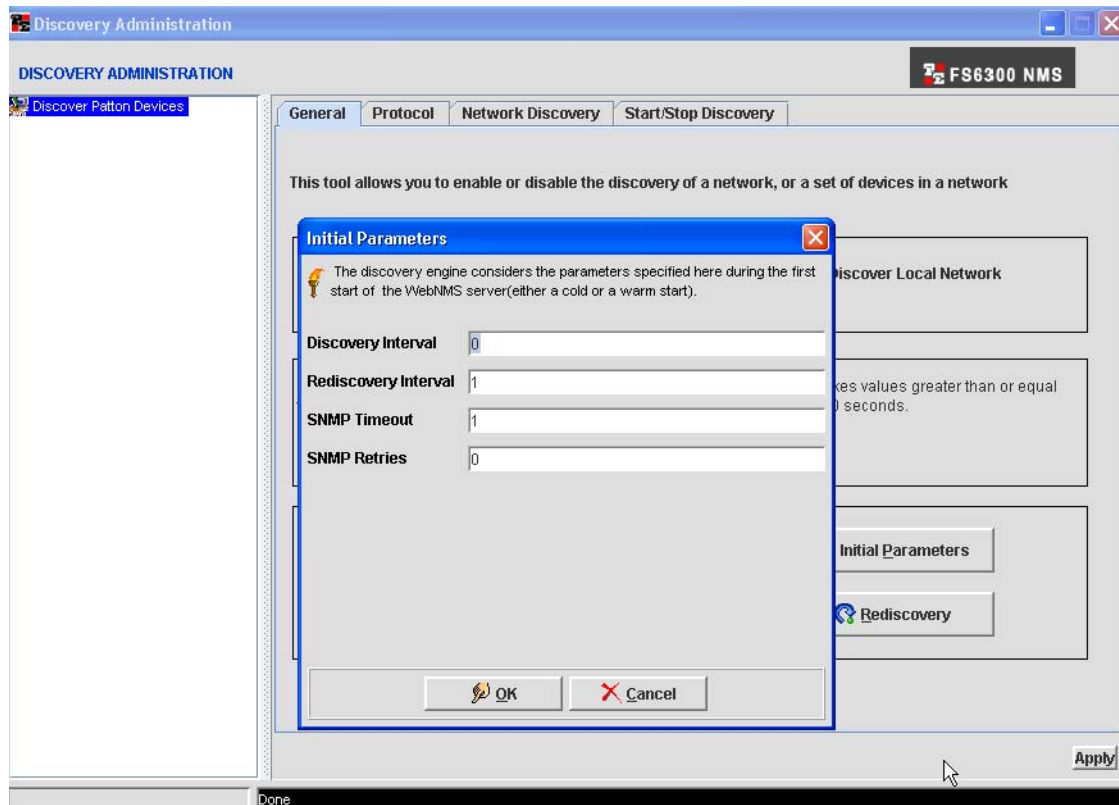 Discovery Administration
DISCOVERY ADMINISTRATION
FS6300 NMS
Discover Patton Devices
General
Protocol
Network Discovery
Start/Stop Discovery
This tool allows you to enable or disable the discovery of a network, or a set of devices in a network
Initial Parameters
The discovery engine considers the parameters specified here during the first
start of the WebNMS server(either a cold or a warm start).
Discover Local Network
Discovery Interval 0
Rediscovery Interval 1
values greater than or equal
SNMP Timeout 1
seconds.
SNMP Retries 0
Initial Parameters
Rediscovery
OK
Cancel
Apply
Done